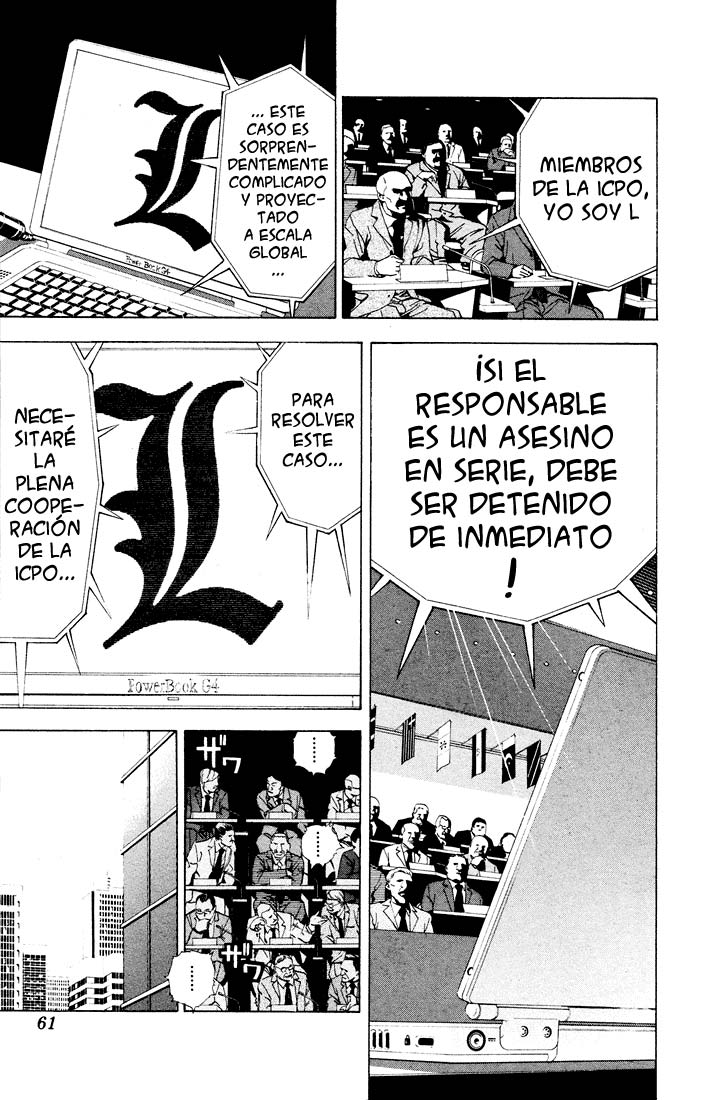 MIEMBROS
DE LA ICPO,
YO SOY L
... ESTE
CASO ES
SORPREN-
DENTEMENTE
COMPLICADO
Y PROYEC-
TADO
A ESCALA
GLOBAL
...
L
PowerBook G4
¡SI EL
RESPONSABLE
ES UN ASESINO
EN SERIE, DEBE
SER DETENIDO
DE INMEDIATO
!
PARA
RESOLVER
ESTE
CASO...
NECE-
SITARÉ
LA
PLENA
COOPE-
RACIÓN
DE LA
ICPO...
L
PowerBook G4
ザワ
......
......
ザワ
......
61